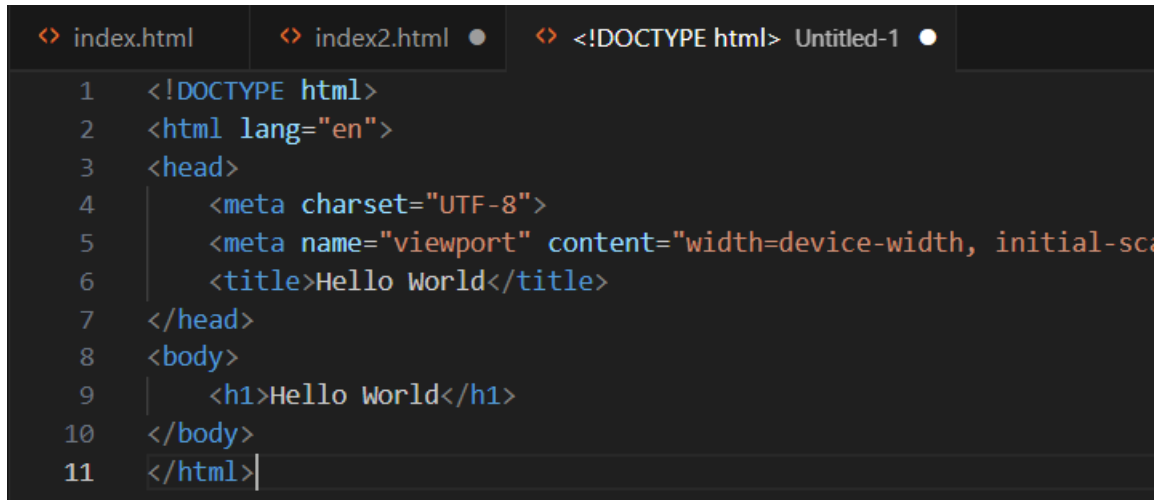 <> index.html <> index2.html ● <> <!DOCTYPE html> Untitled-1 ●
1 <!DOCTYPE html>
2 <html lang="en">
3 <head>
4     <meta charset="UTF-8">
5     <meta name="viewport" content="width=device-width, initial-sca
6     <title>Hello World</title>
7 </head>
8 <body>
9     <h1>Hello World</h1>
10 </body>
11 </html>